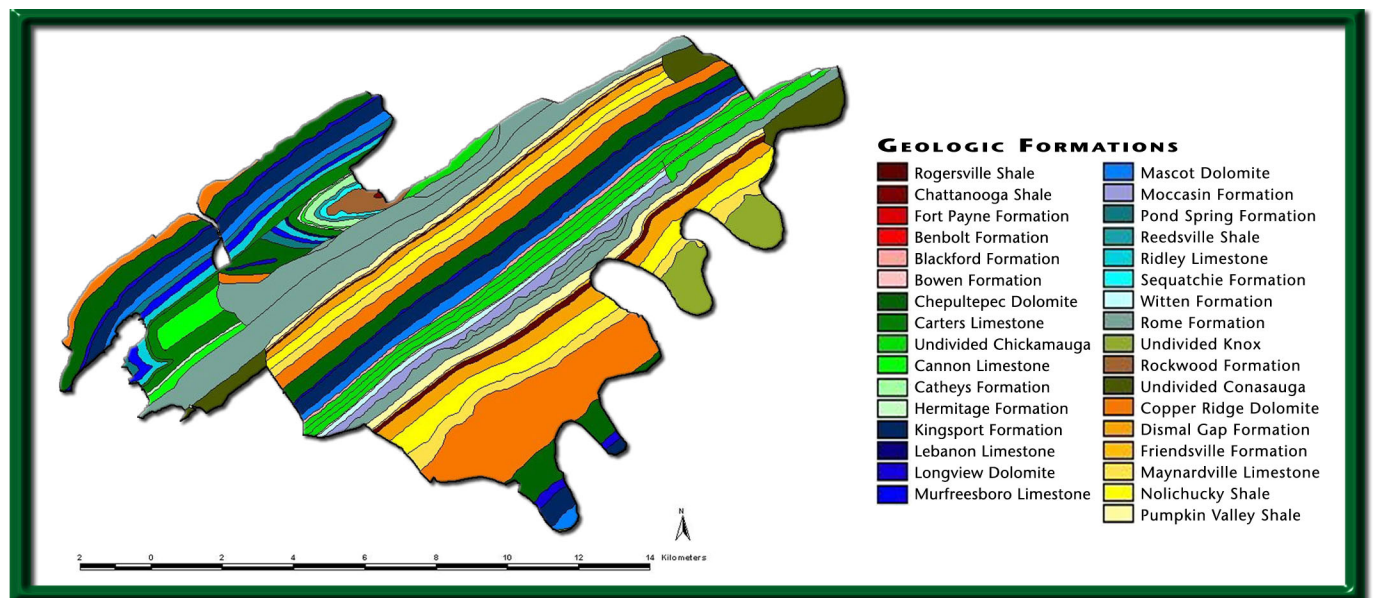 GEOLOGIC FORMATIONS
Rogersville Shale
Chattanooga Shale
Fort Payne Formation
Benbolt Formation
Blackford Formation
Bowen Formation
Chepultepec Dolomite
Carters Limestone
Undivided Chickamauga
Cannon Limestone
Catheys Formation
Hermitage Formation
Kingsport Formation
Lebanon Limestone
Longview Dolomite
Murfreesboro Limestone
Mascot Dolomite
Moccasin Formation
Pond Spring Formation
Reedsville Shale
Ridley Limestone
Sequatchie Formation
Witten Formation
Rome Formation
Undivided Knox
Rockwood Formation
Undivided Conasauga
Copper Ridge Dolomite
Dismal Gap Formation
Friendsville Formation
Maynardville Limestone
Nolichucky Shale
Pumpkin Valley Shale
N
2 0 2 4 6 8 10 12 14 Kilometers